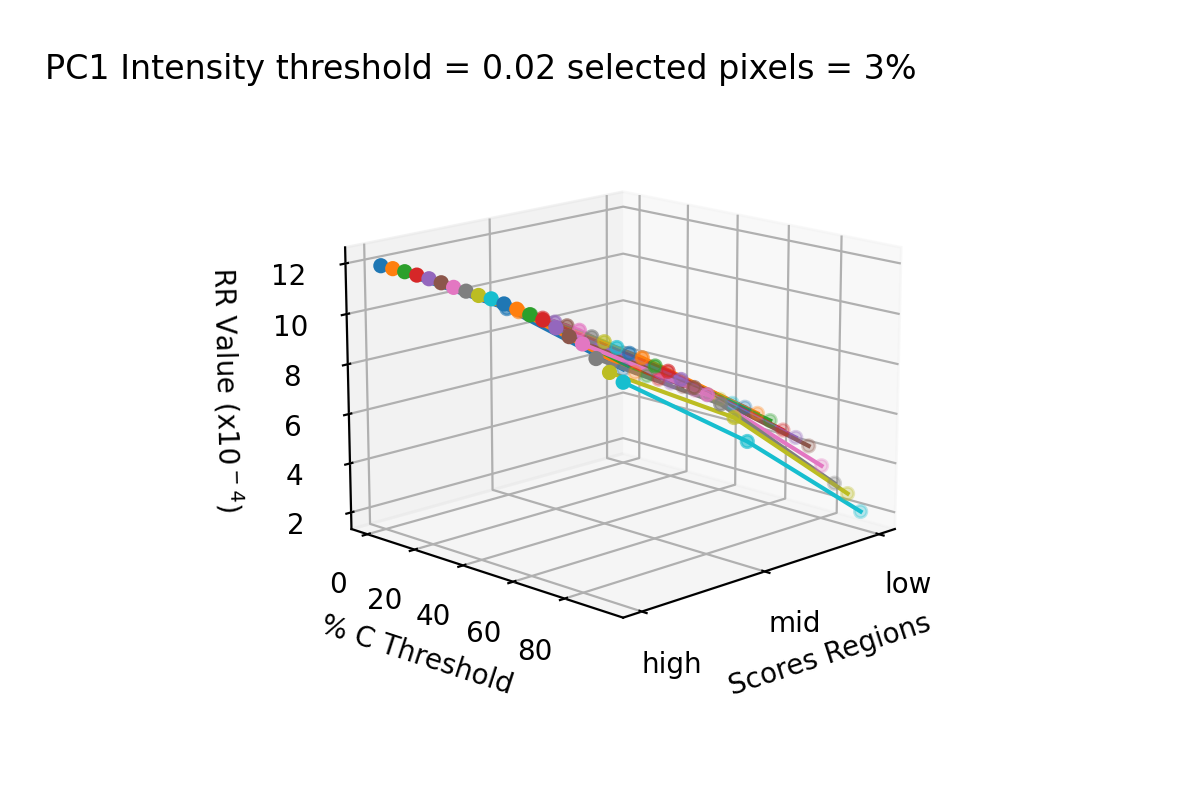 PC1 Intensity threshold = 0.02 selected pixels = 3%
RR Value (x10⁻⁴)
12
10
8
6
4
2
0
20
40
60
80
% C Threshold
high
mid
low
Scores Regions